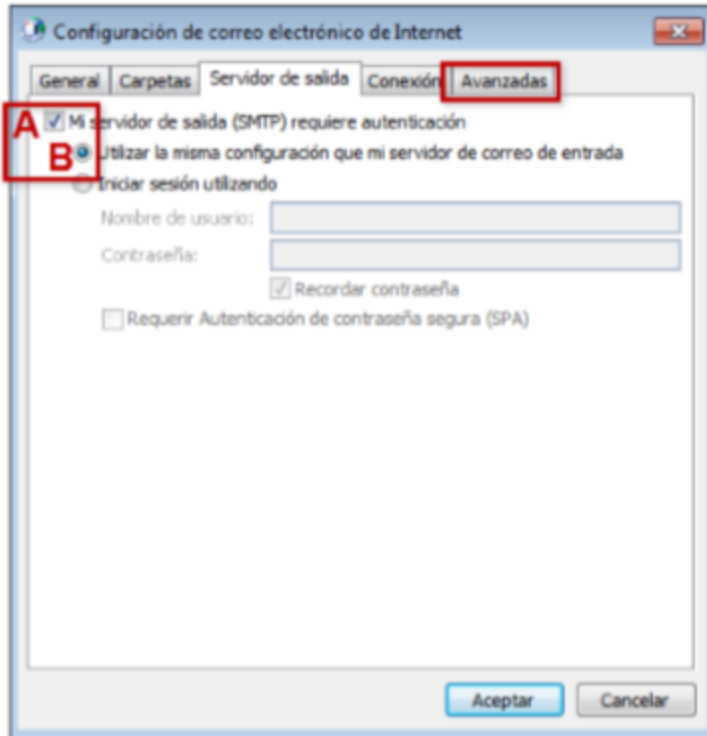 Configuración de correo electrónico de Internet
General Carpetas Servidor de salida Conexión Avanzadas
A Mi servidor de salida (SMTP) requiere autenticación
B Utilizar la misma configuración que mi servidor de correo de entrada
Iniciar sesión utilizando
Nombre de usuario:
Contraseña:
Recordar contraseña
Requerir Autenticación de contraseña segura (SPA)
Aceptar Cancelar